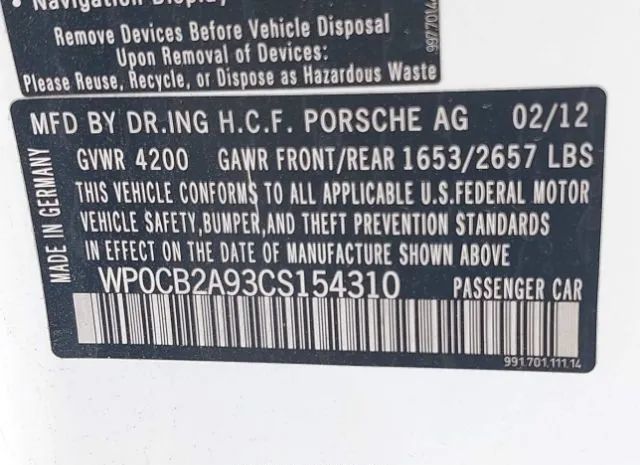 • Navigation Display
Remove Devices Before Vehicle Disposal
Upon Removal of Devices:
Please Reuse, Recycle, or Dispose as Hazardous Waste
9977014
MFD BY DR.ING H.C.F. PORSCHE AG 02/12
GVWR 4200 GAWR FRONT/REAR 1653/2657 LBS
THIS VEHICLE CONFORMS TO ALL APPLICABLE U.S.FEDERAL MOTOR
VEHICLE SAFETY,BUMPER,AND THEFT PREVENTION STANDARDS
IN EFFECT ON THE DATE OF MANUFACTURE SHOWN ABOVE
WP0CB2A93CS154310 PASSENGER CAR
MADE IN GERMANY
991.701.111.14